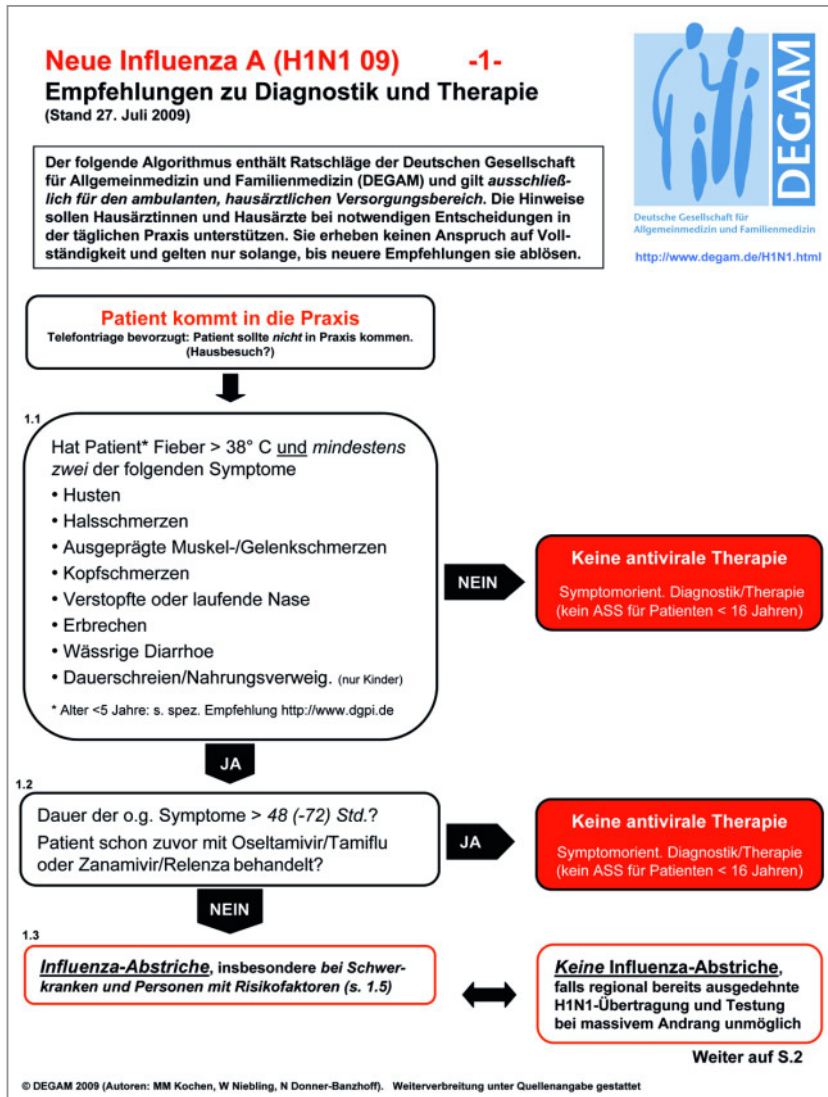 Neue Influenza A (H1N1 09) -1-
Empfehlungen zu Diagnostik und Therapie
(Stand 27. Juli 2009)
DEGAM
Deutsche Gesellschaft für
Allgemeinmedizin und Familienmedizin
http://www.degam.de/H1N1.html
Der folgende Algorithmus enthält Ratschläge der Deutschen Gesellschaft
für Allgemeinmedizin und Familienmedizin (DEGAM) und gilt ausschließ-
lich für den ambulanten, hausärztlichen Versorgungsbereich. Die Hinweise
sollen Hausärztinnen und Hausärzte bei notwendigen Entscheidungen in
der täglichen Praxis unterstützen. Sie erheben keinen Anspruch auf Voll-
ständigkeit und gelten nur solange, bis neuere Empfehlungen sie ablösen.
Patient kommt in die Praxis
Telefontriage bevorzugt: Patient sollte nicht in Praxis kommen.
(Hausbesuch?)
1.1
Hat Patient* Fieber > 38° C und mindestens
zwei der folgenden Symptome
• Husten
• Halsschmerzen
• Ausgeprägte Muskel-/Gelenkschmerzen
• Kopfschmerzen
• Verstopfte oder laufende Nase
• Erbrechen
• Wässrige Diarrhoe
• Dauerschreien/Nahrungsverweig. (nur Kinder)
* Alter <5 Jahre: s. spez. Empfehlung http://www.dgpi.de
NEIN
Keine antivirale Therapie
Symptomorient. Diagnostik/Therapie
(kein ASS für Patienten < 16 Jahren)
JA
1.2
Dauer der o.g. Symptome > 48 (-72) Std.?
Patient schon zuvor mit Oseltamivir/Tamiflu
oder Zanamivir/Relenza behandelt?
JA
Keine antivirale Therapie
Symptomorient. Diagnostik/Therapie
(kein ASS für Patienten < 16 Jahren)
NEIN
1.3
Influenza-Abstriche, insbesondere bei Schwer-
kranken und Personen mit Risikofaktoren (s. 1.5)
Keine Influenza-Abstriche,
falls regional bereits ausgedehnte
H1N1-Übertragung und Testung
bei massivem Andrang unmöglich
Weiter auf S.2
© DEGAM 2009 (Autoren: MM Kochen, W Niebling, N Donner-Banzhoff). Weiterverbreitung unter Quellenangabe gestattet